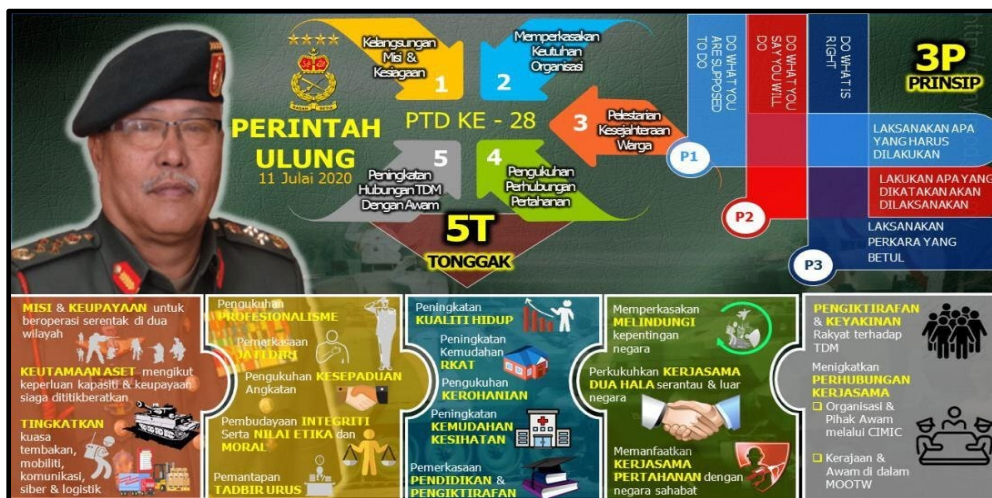 PERINTAH
ULUNG
11 Julai 2020
PTD KE - 28
Kelangsungan
Misi &
Kesiagaan
1
Memperkasakan
Keutuhan
Organisasi
2
3
Pelestarian
Kesejahteraan
Warga
4
Pengukuhan
Perhubungan
Pertahanan
5
Peningkatan
Hubungan TDM
Dengan Awam
5T
TONGGAK
3P
PRINSIP
DO WHAT YOU
ARE SUPPOSED
TO DO
DO WHAT YOU
SAY YOU WILL
DO
DO WHAT IS
RIGHT
P1
LAKSANAKAN APA
YANG HARUS
DILAKUKAN
P2
LAKUKAN APA YANG
DIKATAKAN AKAN
DILAKSANAKAN
P3
LAKSANAKAN
PERKARA YANG
BETUL
MISI & KEUPAYAAN untuk
beroperasi serentak di dua
wilayah
KEUTAMAAN ASET mengikut
keperluan kapasiti & keupayaan
siaga dititikberatkan
TINGKATKAN
kuasa
tembakan,
mobiliti,
komunikasi,
siber & logistik
Pengukuhan
PROFESIONALISME
Pemerkasaan
JATI DIRI
Pengukuhan KESEPADUAN
Angkatan
Pembudayaan INTEGRITI
Serta NILAI ETIKA dan
MORAL
Pemantapan
TADBIR URUS
Peningkatan
KUALITI HIDUP
Peningkatan
Kemudahan
RKAT
Pengukuhan
KEROHANIAN
Peningkatan
KEMUDAHAN
KESIHATAN
Pemerkasaan
PENDIDIKAN &
PENGIKTIRAFAN
Memperkasakan
MELINDUNGI
kepentingan
negara
Perkukuhkan KERJASAMA
DUA HALA serantau & luar
negara
Memanfaatkan
KERJASAMA
PERTAHANAN dengan
negara sahabat
PENGIKTIRAFAN
& KEYAKINAN
Rakyat terhadap
TDM
Menigkatkan
PERHUBUNGAN
KERJASAMA
Organisasi &
Pihak Awam
melalui CIMIC
Kerajaan &
Awam di dalam
MOOTW